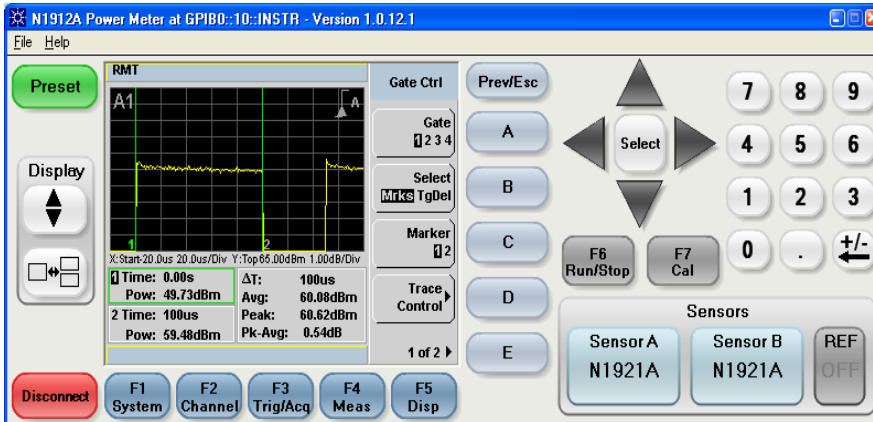 N1912A Power Meter at GPIB0::10::INSTR - Version 1.0.12.1
File Help
Preset
Display
Disconnect
RMT
A1
A
1
2
X:Start-20.0us 20.0us/Div Y:Top65.00dBm 1.00dB/Div
1 Time: 0.00s
Pow: 49.73dBm
2 Time: 100us
Pow: 59.48dBm
ΔT: 100us
Avg: 60.08dBm
Peak: 60.62dBm
Pk-Avg: 0.54dB
Gate Ctrl
Gate
1 2 3 4
Select
Mrks TgDel
Marker
1 2
Trace
Control
1 of 2
F1
System
F2
Channel
F3
Trig/Acq
F4
Meas
F5
Disp
Prev/Esc
A
B
C
D
E
Select
F6
Run/Stop
F7
Cal
7 8 9
4 5 6
1 2 3
0 . +/-
Sensors
Sensor A
N1921A
Sensor B
N1921A
REF
OFF